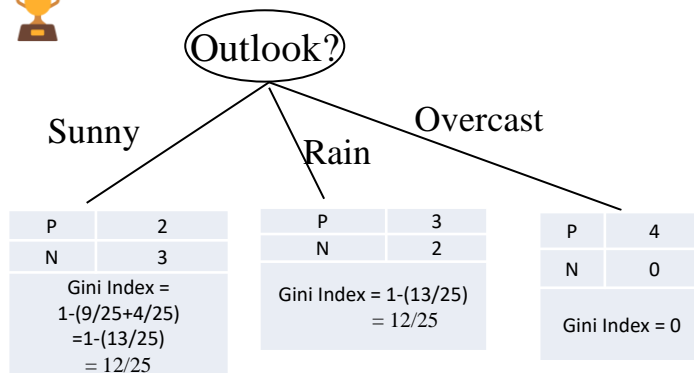 Outlook?
Sunny
Rain
Overcast
P 2
N 3
Gini Index =
1-(9/25+4/25)
=1-(13/25)
= 12/25
P 3
N 2
Gini Index = 1-(13/25)
= 12/25
P 4
N 0
Gini Index = 0